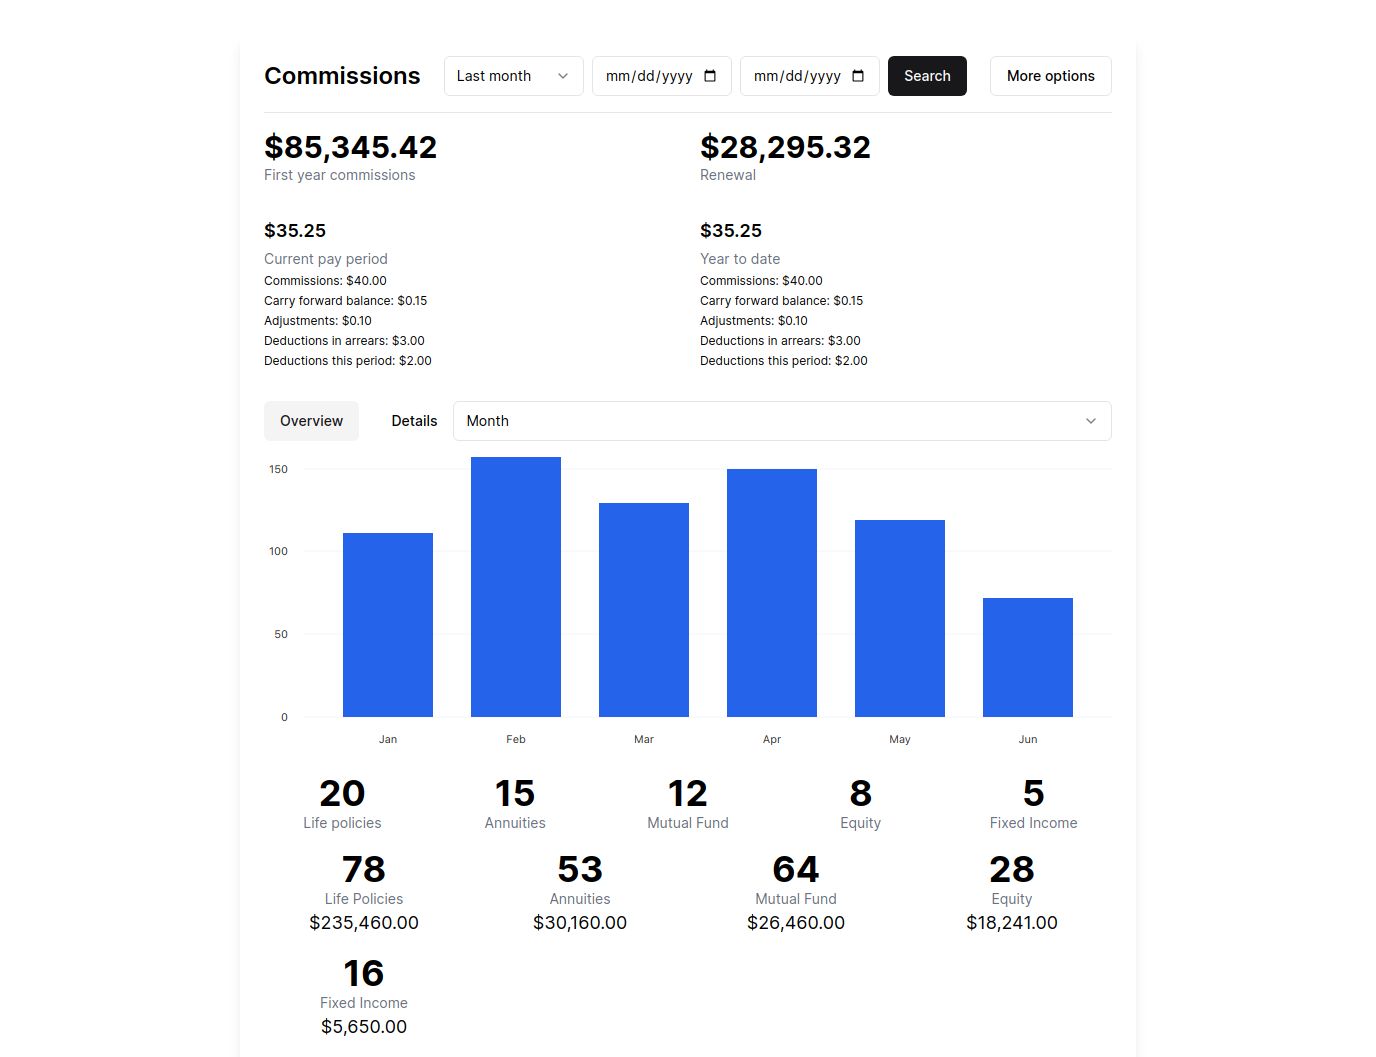 Commissions Last month mm/dd/yyyy mm/dd/yyyy Search More options
$85,345.42 $28,295.32
First year commissions Renewal
$35.25 $35.25
Current pay period Year to date
Commissions: $40.00 Commissions: $40.00
Carry forward balance: $0.15 Carry forward balance: $0.15
Adjustments: $0.10 Adjustments: $0.10
Deductions in arrears: $3.00 Deductions in arrears: $3.00
Deductions this period: $2.00 Deductions this period: $2.00
Overview Details Month
150
100
50
0
Jan Feb Mar Apr May Jun
20 15 12 8 5
Life policies Annuities Mutual Fund Equity Fixed Income
78 53 64 28
Life Policies Annuities Mutual Fund Equity
$235,460.00 $30,160.00 $26,460.00 $18,241.00
16
Fixed Income
$5,650.00